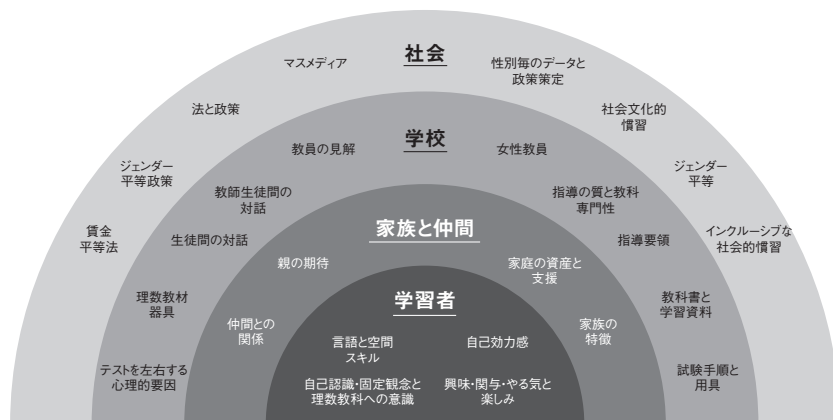 社会
マスメディア
性別毎のデータと
政策策定
法と政策
社会文化的
慣習
ジェンダー
平等政策
ジェンダー
平等
賃金
平等法
インクルーシブな
社会的慣習
学校
教員の見解
女性教員
教師生徒間の
対話
指導の質と教科
専門性
生徒間の対話
指導要領
理数教材
器具
教科書と
学習資料
テストを左右する
心理的要因
試験手順と
用具
家族と仲間
親の期待
家庭の資産と
支援
仲間との
関係
家族の
特徴
学習者
言語と空間
スキル
自己効力感
自己認識・固定観念と
理数教科への意識
興味・関与・やる気と
楽しみ